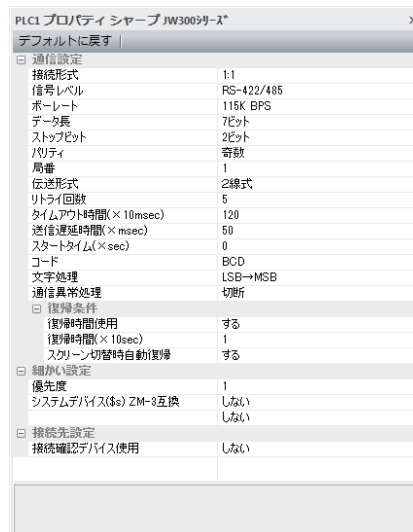 PLC1 プロパティ シャープ JW300シリーズ*
デフォルトに戻す
通信設定
接続形式 1:1
信号レベル RS-422/485
ボーレート 115K BPS
データ長 7ビット
ストップビット 2ビット
パリティ 奇数
局番 1
伝送形式 2線式
リトライ回数 5
タイムアウト時間(×10msec) 120
送信遅延時間(×msec) 50
スタートタイム(×sec) 0
コード BCD
文字処理 LSB→MSB
通信異常処理 切断
復帰条件
復帰時間使用 する
復帰時間(×10sec) 1
スクリーン切替時自動復帰 する
細かい設定
優先度 1
システムデバイス($s) ZM-3互換 しない
しない
接続先設定
接続確認デバイス使用 しない